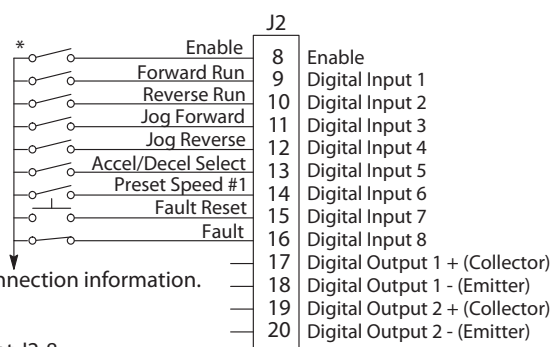 J2
*
Enable 8 Enable
Forward Run 9 Digital Input 1
Reverse Run 10 Digital Input 2
Jog Forward 11 Digital Input 3
Jog Reverse 12 Digital Input 4
Accel/Decel Select 13 Digital Input 5
Preset Speed #1 14 Digital Input 6
Fault Reset 15 Digital Input 7
Fault 16 Digital Input 8
17 Digital Output 1 + (Collector)
nnection information.
18 Digital Output 1 - (Emitter)
19 Digital Output 2 + (Collector)
20 Digital Output 2 - (Emitter)
J2-8